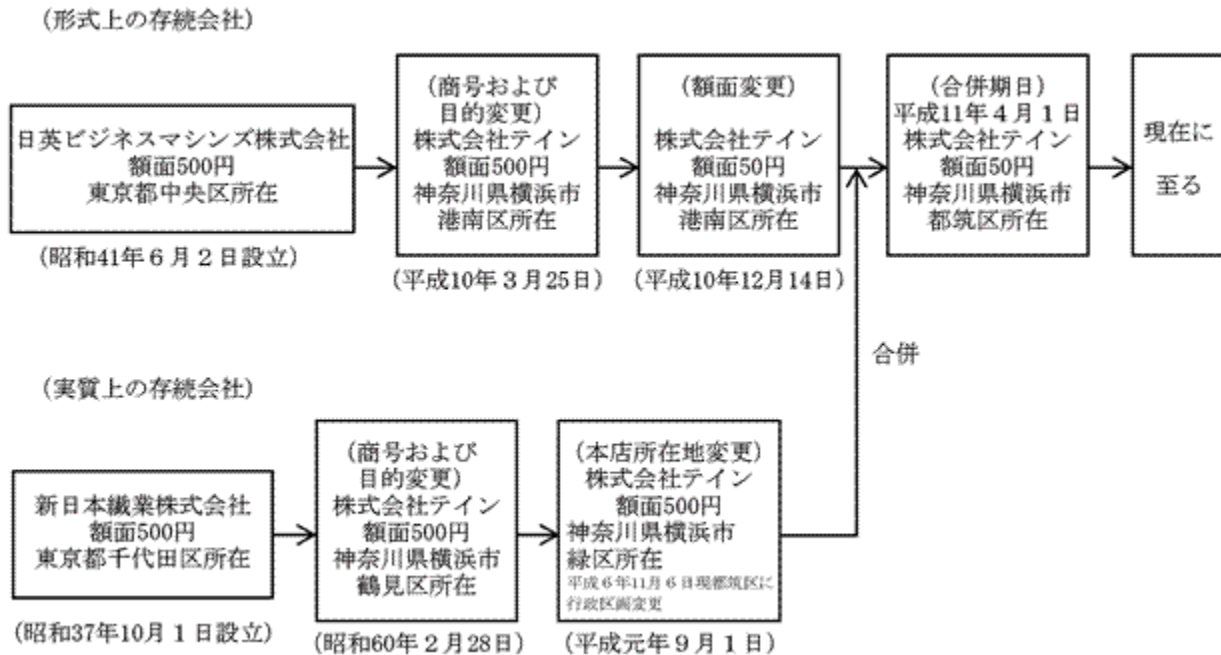 (形式上の存続会社)
日英ビジネスマシンズ株式会社
額面500円
東京都中央区所在
(昭和41年6月2日設立)
(商号および
目的変更)
株式会社テイン
額面500円
神奈川県横浜市
港南区所在
(平成10年3月25日)
(額面変更)
株式会社テイン
額面50円
神奈川県横浜市
港南区所在
(平成10年12月14日)
(合併期日)
平成11年4月1日
株式会社テイン
額面50円
神奈川県横浜市
都筑区所在
現在に
至る
合併
(実質上の存続会社)
新日本繊業株式会社
額面500円
東京都千代田区所在
(昭和37年10月1日設立)
(商号および
目的変更)
株式会社テイン
額面500円
神奈川県横浜市
鶴見区所在
(昭和60年2月28日)
(本店所在地変更)
株式会社テイン
額面500円
神奈川県横浜市
緑区所在
平成6年11月6日現都筑区に
行政区画変更
(平成元年9月1日)